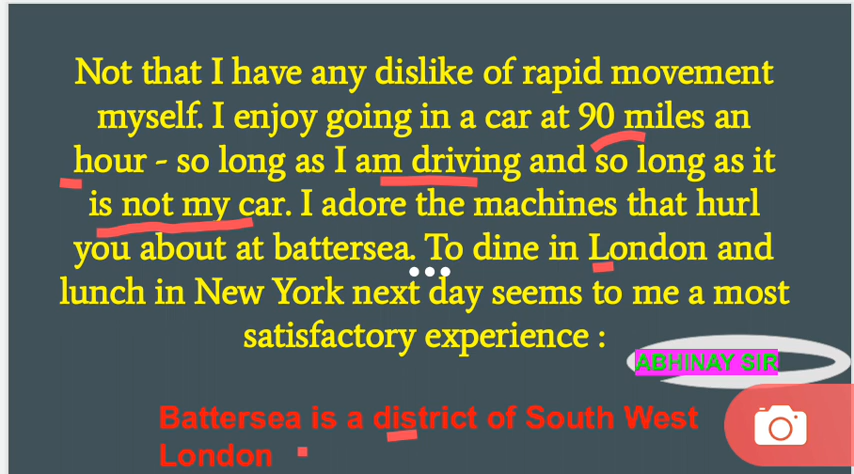 Not that I have any dislike of rapid movement
myself. I enjoy going in a car at 90 miles an
hour - so long as I am driving and so long as it
is not my car. I adore the machines that hurl
you about at battersea. To dine in London and
lunch in New York next day seems to me a most
satisfactory experience :
ABHINAY SIR
Battersea is a district of South West
London